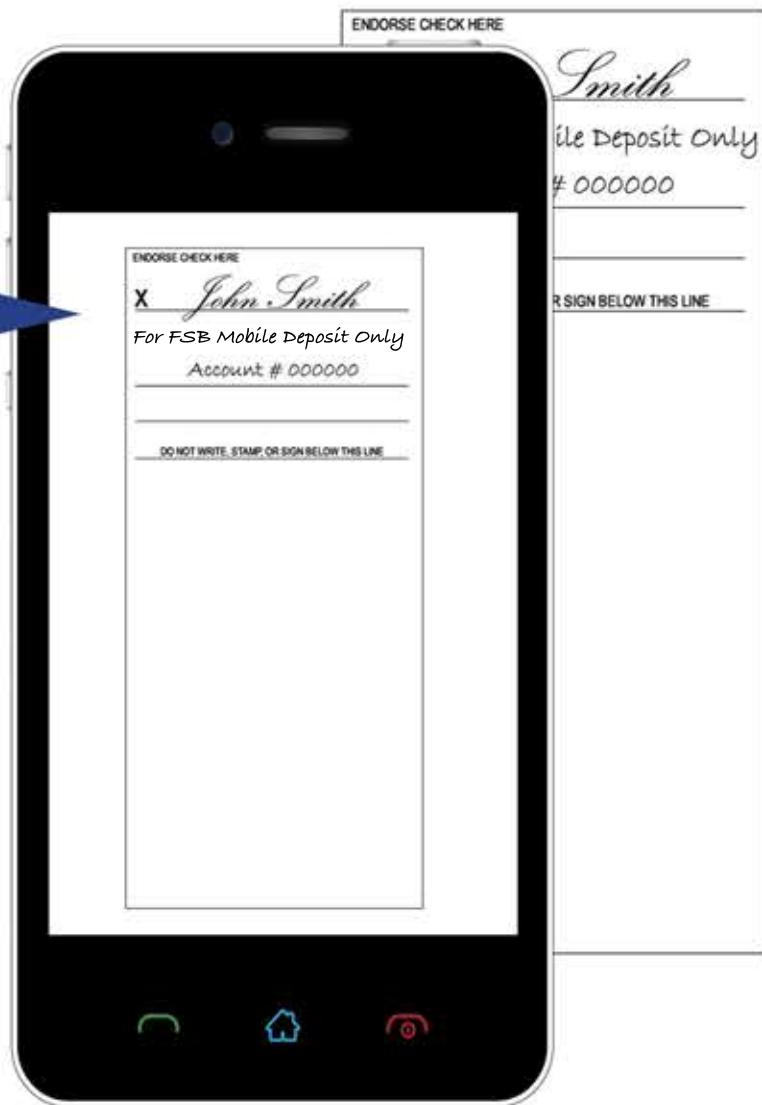 ENDORSE CHECK HERE
Smith
ile Deposit Only
# 000000
R SIGN BELOW THIS LINE
ENDORSE CHECK HERE
X John Smith
For FSB Mobile Deposit Only
Account # 000000
DO NOT WRITE, STAMP, OR SIGN BELOW THIS LINE